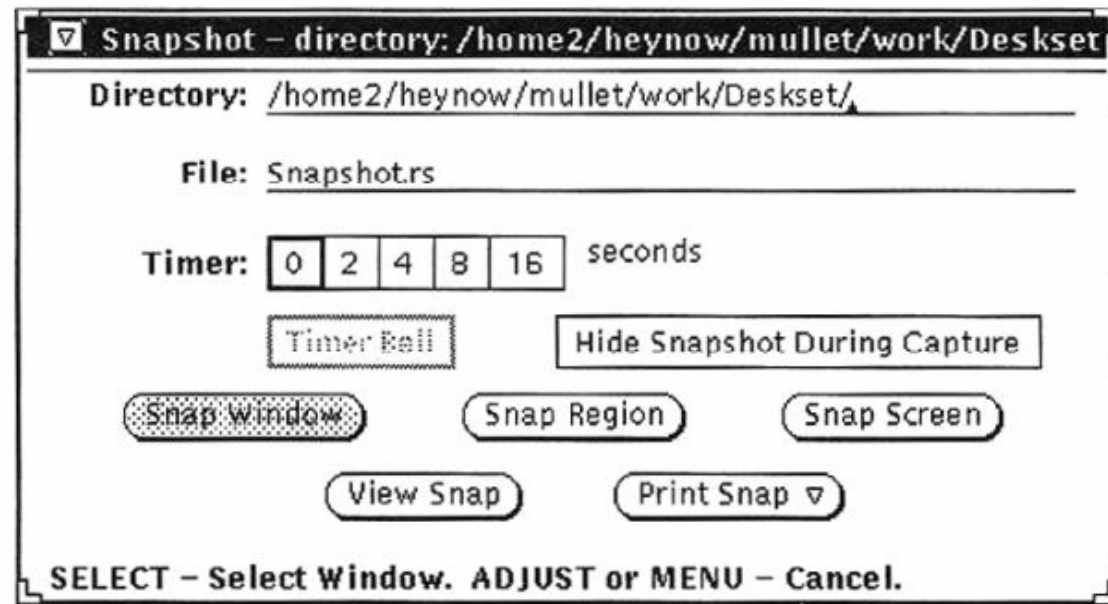 Snapshot – directory: /home2/heynow/mullet/work/Deskset
Directory: /home2/heynow/mullet/work/Deskset/
File: Snapshot.rs
Timer: 0 2 4 8 16 seconds
Timer Bell Hide Snapshot During Capture
Snap Window Snap Region Snap Screen
View Snap Print Snap
SELECT – Select Window. ADJUST or MENU – Cancel.